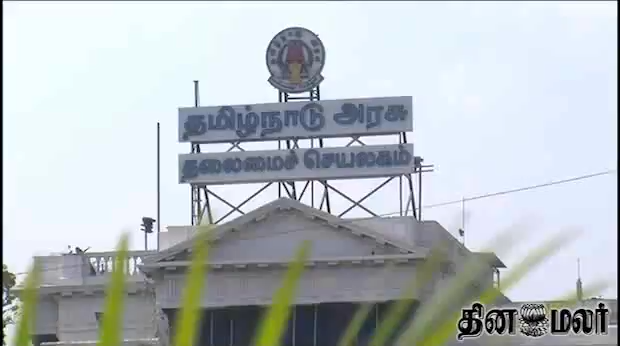 தமிழ்நாடு அரசு
தலைமைச் செயலகம்
தினமலர்